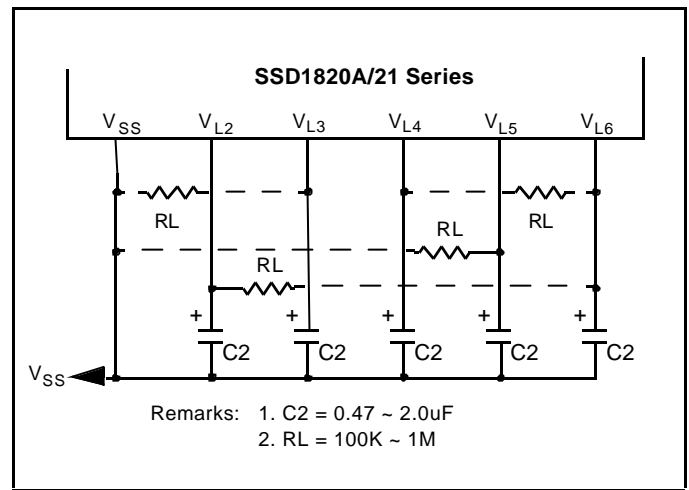 SSD1820A/21 Series
VSS VL2 VL3 VL4 VL5 VL6
RL RL
RL
RL
+ + + + +
C2 C2 C2 C2 C2
VSS
Remarks: 1. C2 = 0.47 ~ 2.0uF
2. RL = 100K ~ 1M